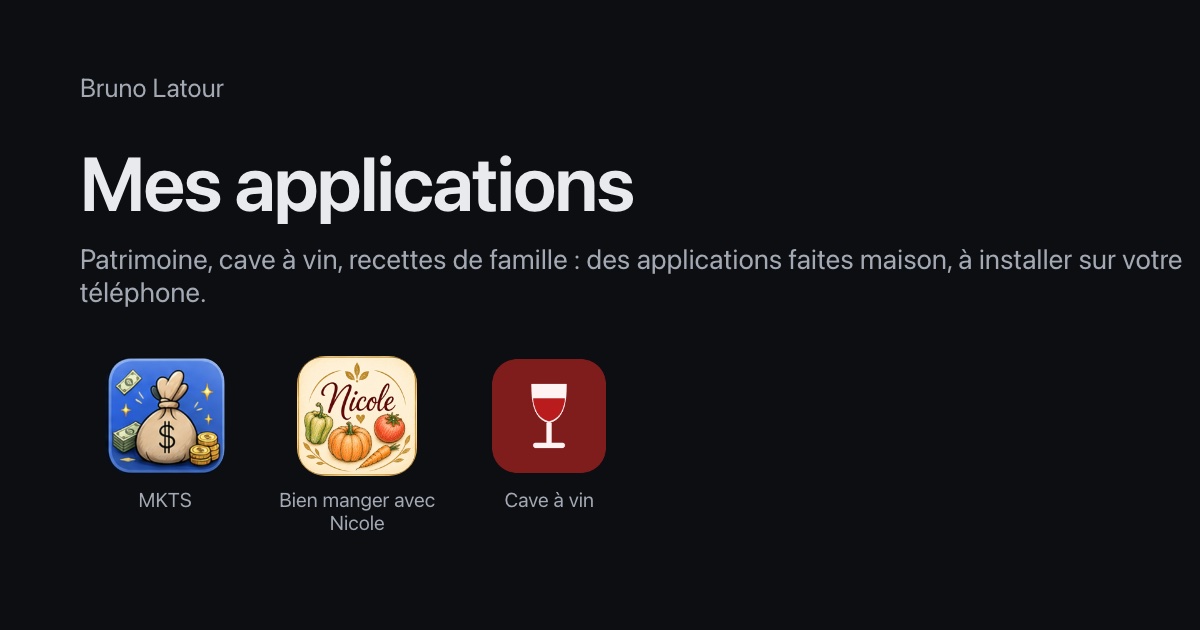 Bruno Latour
Mes applications
Patrimoine, cave à vin, recettes de famille : des applications faites maison, à installer sur votre
téléphone.
Nicole
$
MKTS
Bien manger avec
Nicole
Cave à vin